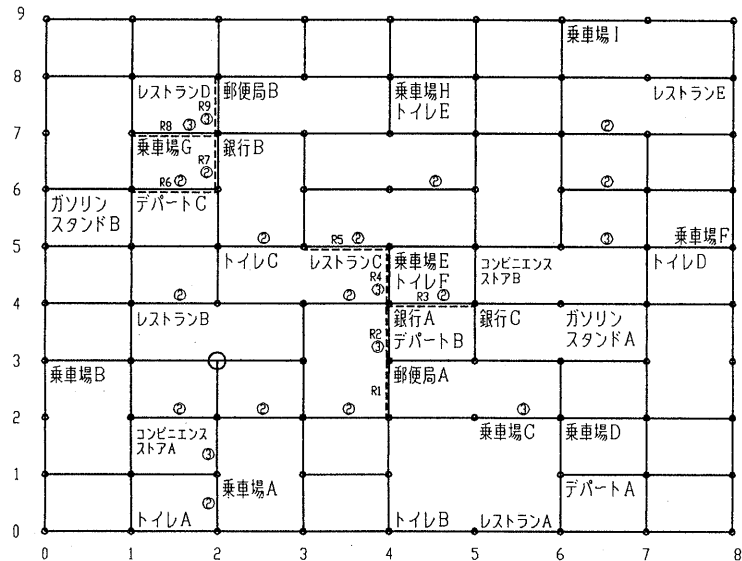 9
乗車場I
8
レストランD
郵便局B
乗車場H
レストランE
R9
トイレE
R8 ③ ③
②
7
乗車場G
銀行B
R7
②
R6 ②
②
②
6
ガソリン
デパートC
スタンドB
②
R5 ②
③
乗車場F
5
トイレC
レストランC
乗車場E
コンビニエンス
トイレD
R4
トイレF
ストアB
②
②
③
R3 ②
4
レストランB
銀行A
銀行C
ガソリン
R2
デパートB
スタンドA
③
3
乗車場B
郵便局A
R1
②
②
②
③
2
コンビニエンス
乗車場C
乗車場D
ストアA
③
1
乗車場A
デパートA
②
トイレA
トイレB
レストランA
0
0 1 2 3 4 5 6 7 8